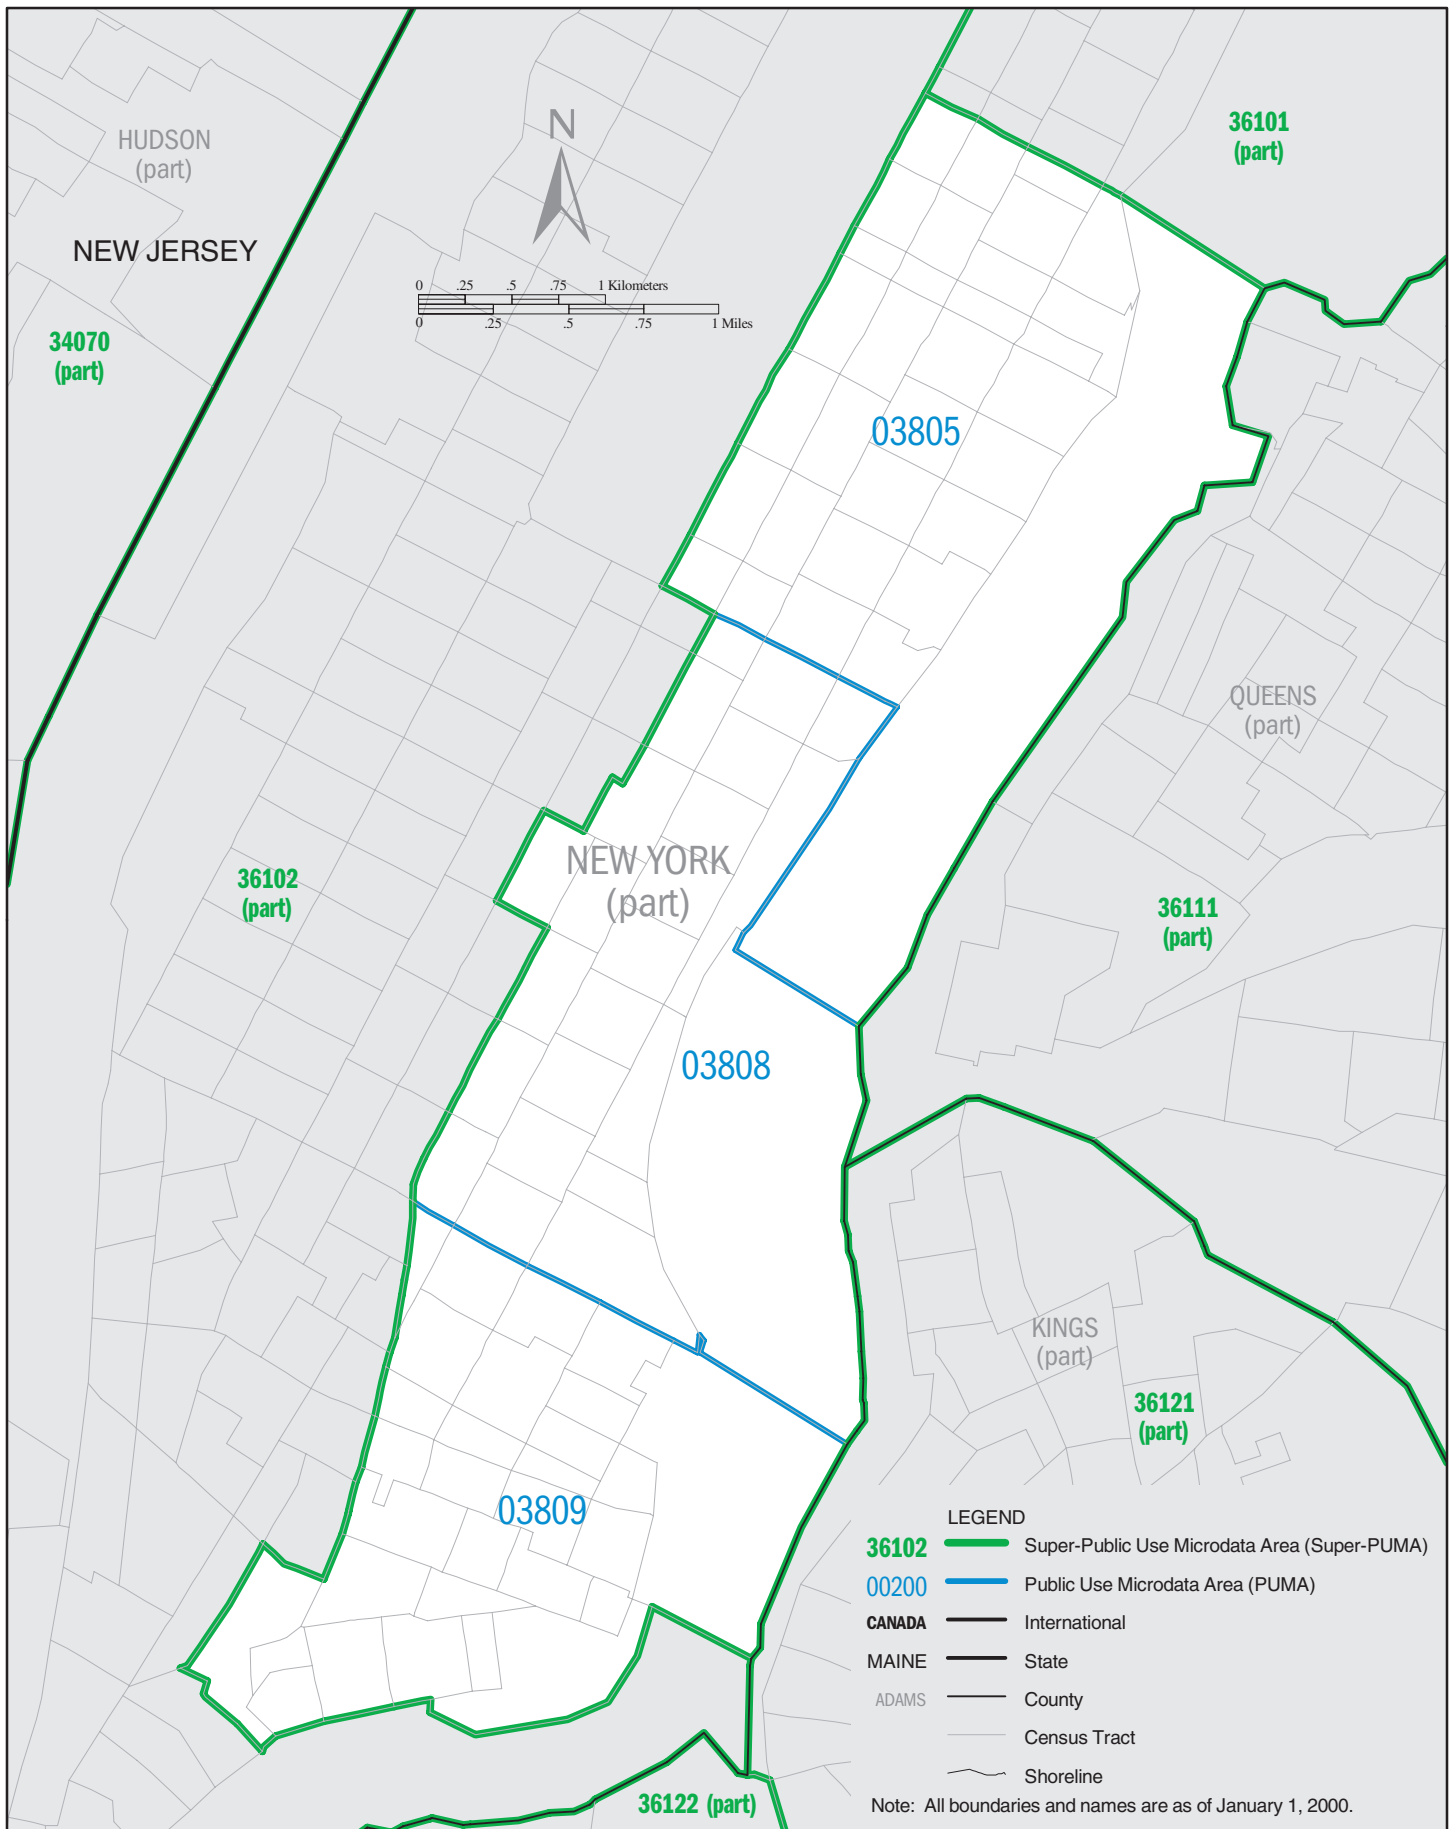 36101
(part)
HUDSON
(part)
N
NEW JERSEY
0 .25 .5 .75 1 Kilometers
0 .25 .5 .75 1 Miles
34070
(part)
03805
QUEENS
(part)
NEW YORK
(part)
36102
(part)
36111
(part)
03808
KINGS
(part)
36121
(part)
03809
LEGEND
36102 Super-Public Use Microdata Area (Super-PUMA)
00200 Public Use Microdata Area (PUMA)
CANADA International
MAINE State
ADAMS County
Census Tract
Shoreline
36122 (part)
Note: All boundaries and names are as of January 1, 2000.